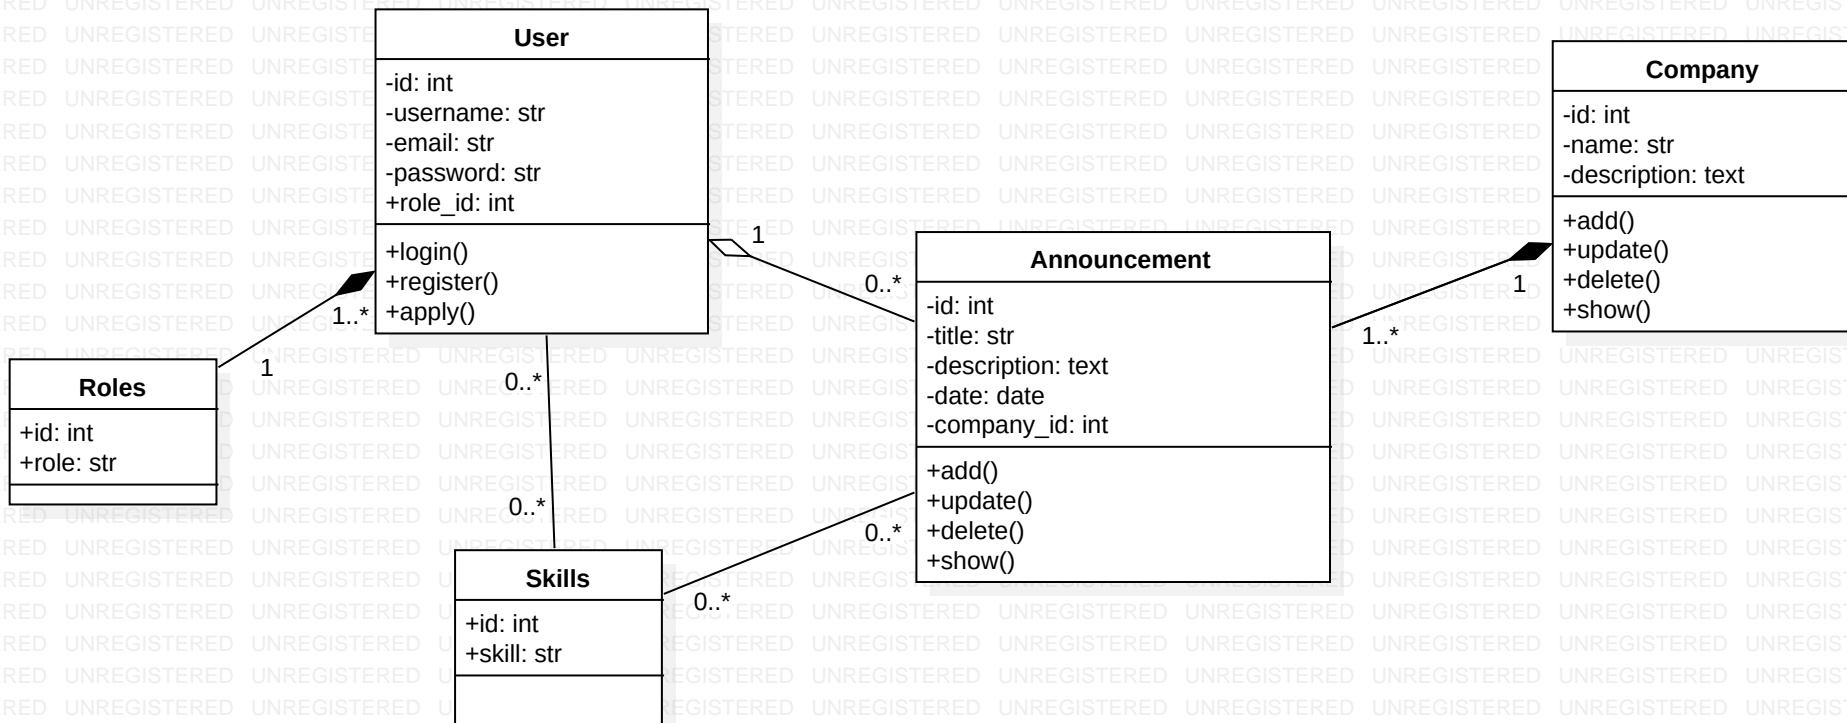 User
-id: int
-username: str
-email: str
-password: str
+role_id: int
+login()
+register()
+apply()
1..*
1
Roles
+id: int
+role: str
0..*
0..*
Skills
+id: int
+skill: str
1
0..*
Announcement
-id: int
-title: str
-description: text
-date: date
-company_id: int
+add()
+update()
+delete()
+show()
0..*
0..*
Company
-id: int
-name: str
-description: text
+add()
+update()
+delete()
+show()
1
1..*
UNREGISTERED